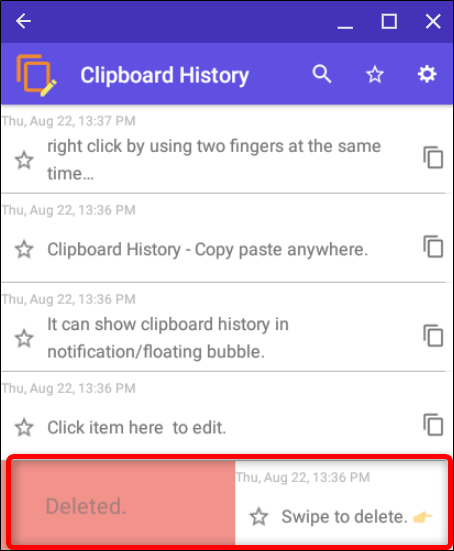 Clipboard History
Thu, Aug 22, 13:37 PM
right click by using two fingers at the same
time...
Thu, Aug 22, 13:36 PM
Clipboard History - Copy paste anywhere.
Thu, Aug 22, 13:36 PM
It can show clipboard history in
notification/floating bubble.
Thu, Aug 22, 13:36 PM
Click item here  to edit.
Deleted.
Thu, Aug 22, 13:36 PM
Swipe to delete. 👉